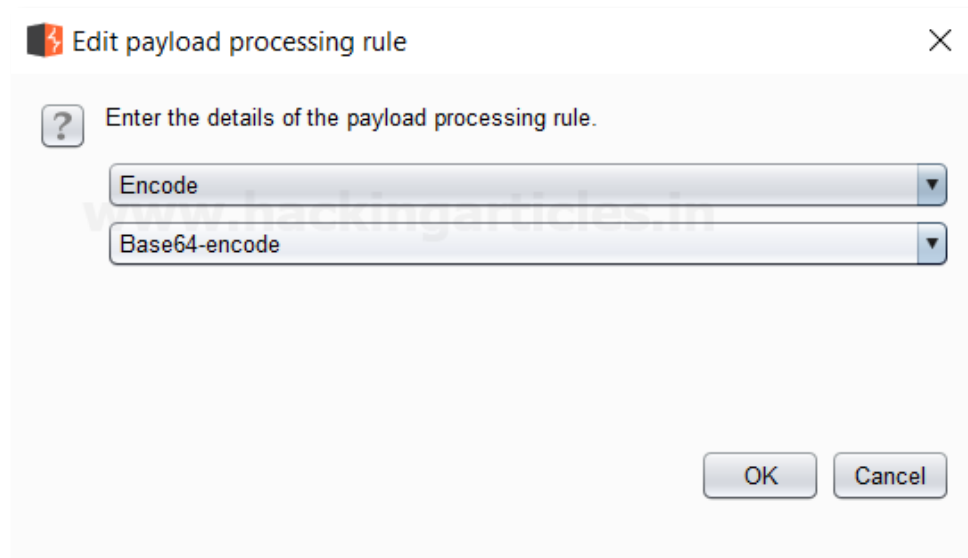 Edit payload processing rule
?
Enter the details of the payload processing rule.
Encode
www.hackingarticles.in
Base64-encode
OK Cancel